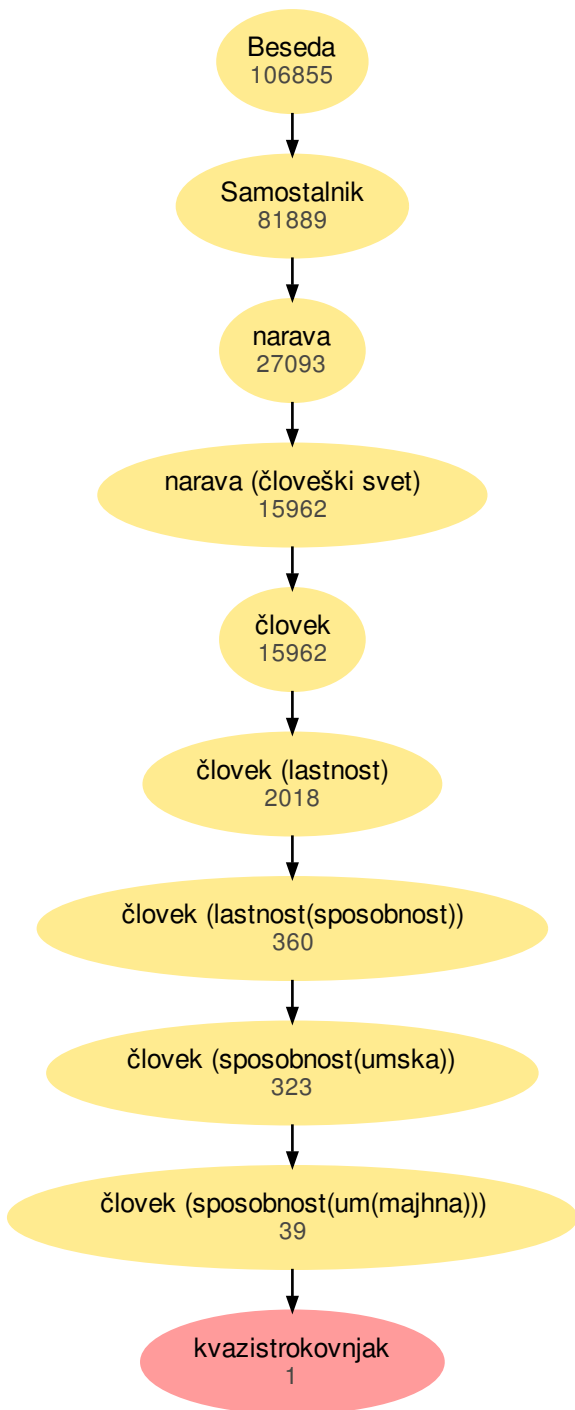 Beseda
106855
Samostalnik
81889
narava
27093
narava (človeški svet)
15962
človek
15962
človek (lastnost)
2018
človek (lastnost(sposobnost))
360
človek (sposobnost(umska))
323
človek (sposobnost(um(majhna)))
39
kvazistrokovnjak
1